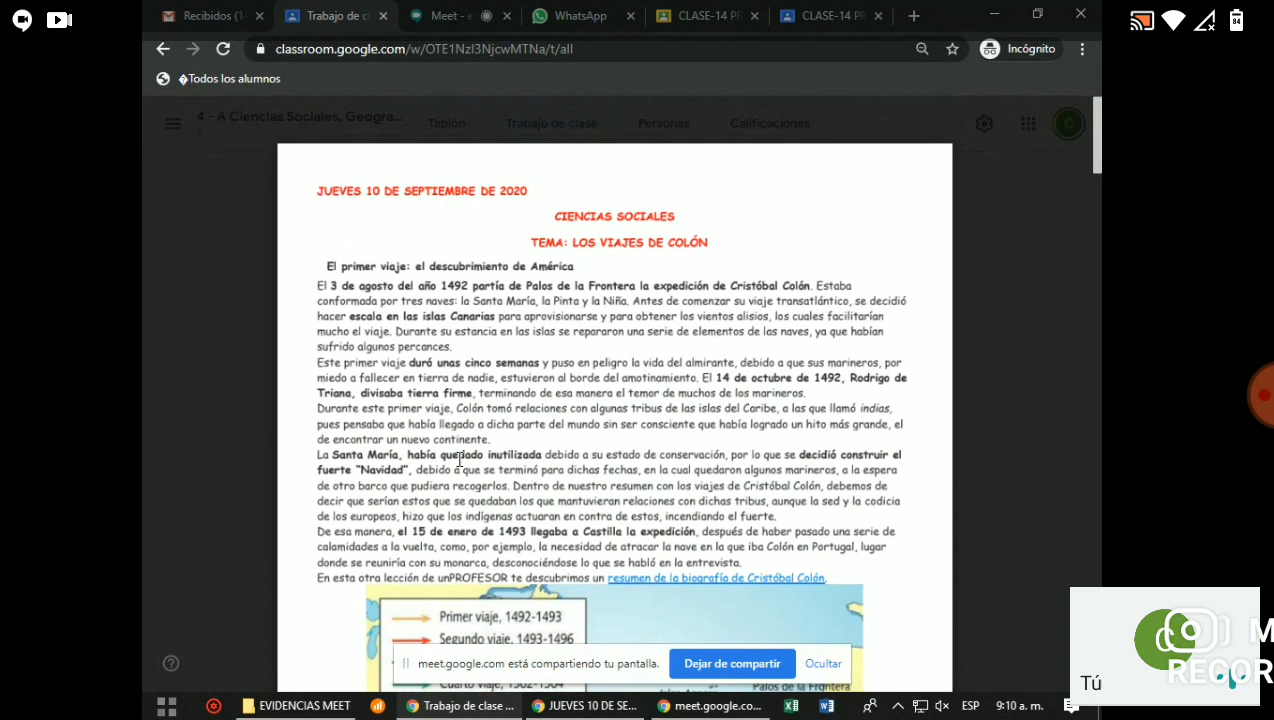 Recibidos (1
Trabajo de c
Meet - e
WhatsApp
CLASE-14 P
CLASE-14 P
84
classroom.google.com/w/OTE1NzI3NjcwMTNa/t/all
Incógnito
�Todos los alumnos
4 - A Ciencias Sociales, Geogra...
1
Tablón
Trabajo de clase
Personas
Calificaciones
C
JUEVES 10 DE SEPTIEMBRE DE 2020
CIENCIAS SOCIALES
TEMA: LOS VIAJES DE COLÓN
El primer viaje: el descubrimiento de América
El 3 de agosto del año 1492 partía de Palos de la Frontera la expedición de Cristóbal Colón. Estaba
conformada por tres naves: la Santa María, la Pinta y la Niña. Antes de comenzar su viaje transatlántico, se decidió
hacer escala en las islas Canarias para aprovisionarse y para obtener los vientos alisios, los cuales facilitarían
mucho el viaje. Durante su estancia en las islas se repararon una serie de elementos de las naves, ya que habían
sufrido algunos percances.
Este primer viaje duró unas cinco semanas y puso en peligro la vida del almirante, debido a que sus marineros, por
miedo a fallecer en tierra de nadie, estuvieron al borde del amotinamiento. El 14 de octubre de 1492, Rodrigo de
Triana, divisaba tierra firme, terminando de esa manera el temor de muchos de los marineros.
Durante este primer viaje, Colón tomó relaciones con algunas tribus de las islas del Caribe, a las que llamó indias,
pues pensaba que había llegado a dicha parte del mundo sin ser consciente que había logrado un hito más grande, el
de encontrar un nuevo continente.
La Santa María, había quedado inutilizada debido a su estado de conservación, por lo que se decidió construir el
fuerte “Navidad”, debido a que se terminó para dichas fechas, en la cual quedaron algunos marineros, a la espera
de otro barco que pudiera recogerlos. Dentro de nuestro resumen con los viajes de Cristóbal Colón, debemos de
decir que serían estos que se quedaban los que mantuvieran relaciones con dichas tribus, aunque la sed y la codicia
de los europeos, hizo que los indígenas actuaran en contra de estos, incendiando el fuerte.
De esa manera, el 15 de enero de 1493 llegaba a Castilla la expedición, después de haber pasado una serie de
calamidades a la vuelta, como, por ejemplo, la necesidad de atracar la nave en la que iba Colón en Portugal, lugar
donde se reuniría con su monarca, desconociéndose lo que se habló en la entrevista.
En esta otra lección de unPROFESOR te descubrimos un resumen de la biografía de Cristóbal Colón.
Primer viaje, 1492-1493
Segundo viaje, 1493-1496
meet.google.com está compartiendo tu pantalla.
Dejar de compartir
Ocultar
Cuarto viaje, 1502-1504
Palos de la Frontera
C
M
RECOR
Tú
EVIDENCIAS MEET
Trabajo de clase ...
JUEVES 10 DE SE...
meet.google.co...
ESP
9:10 a. m.